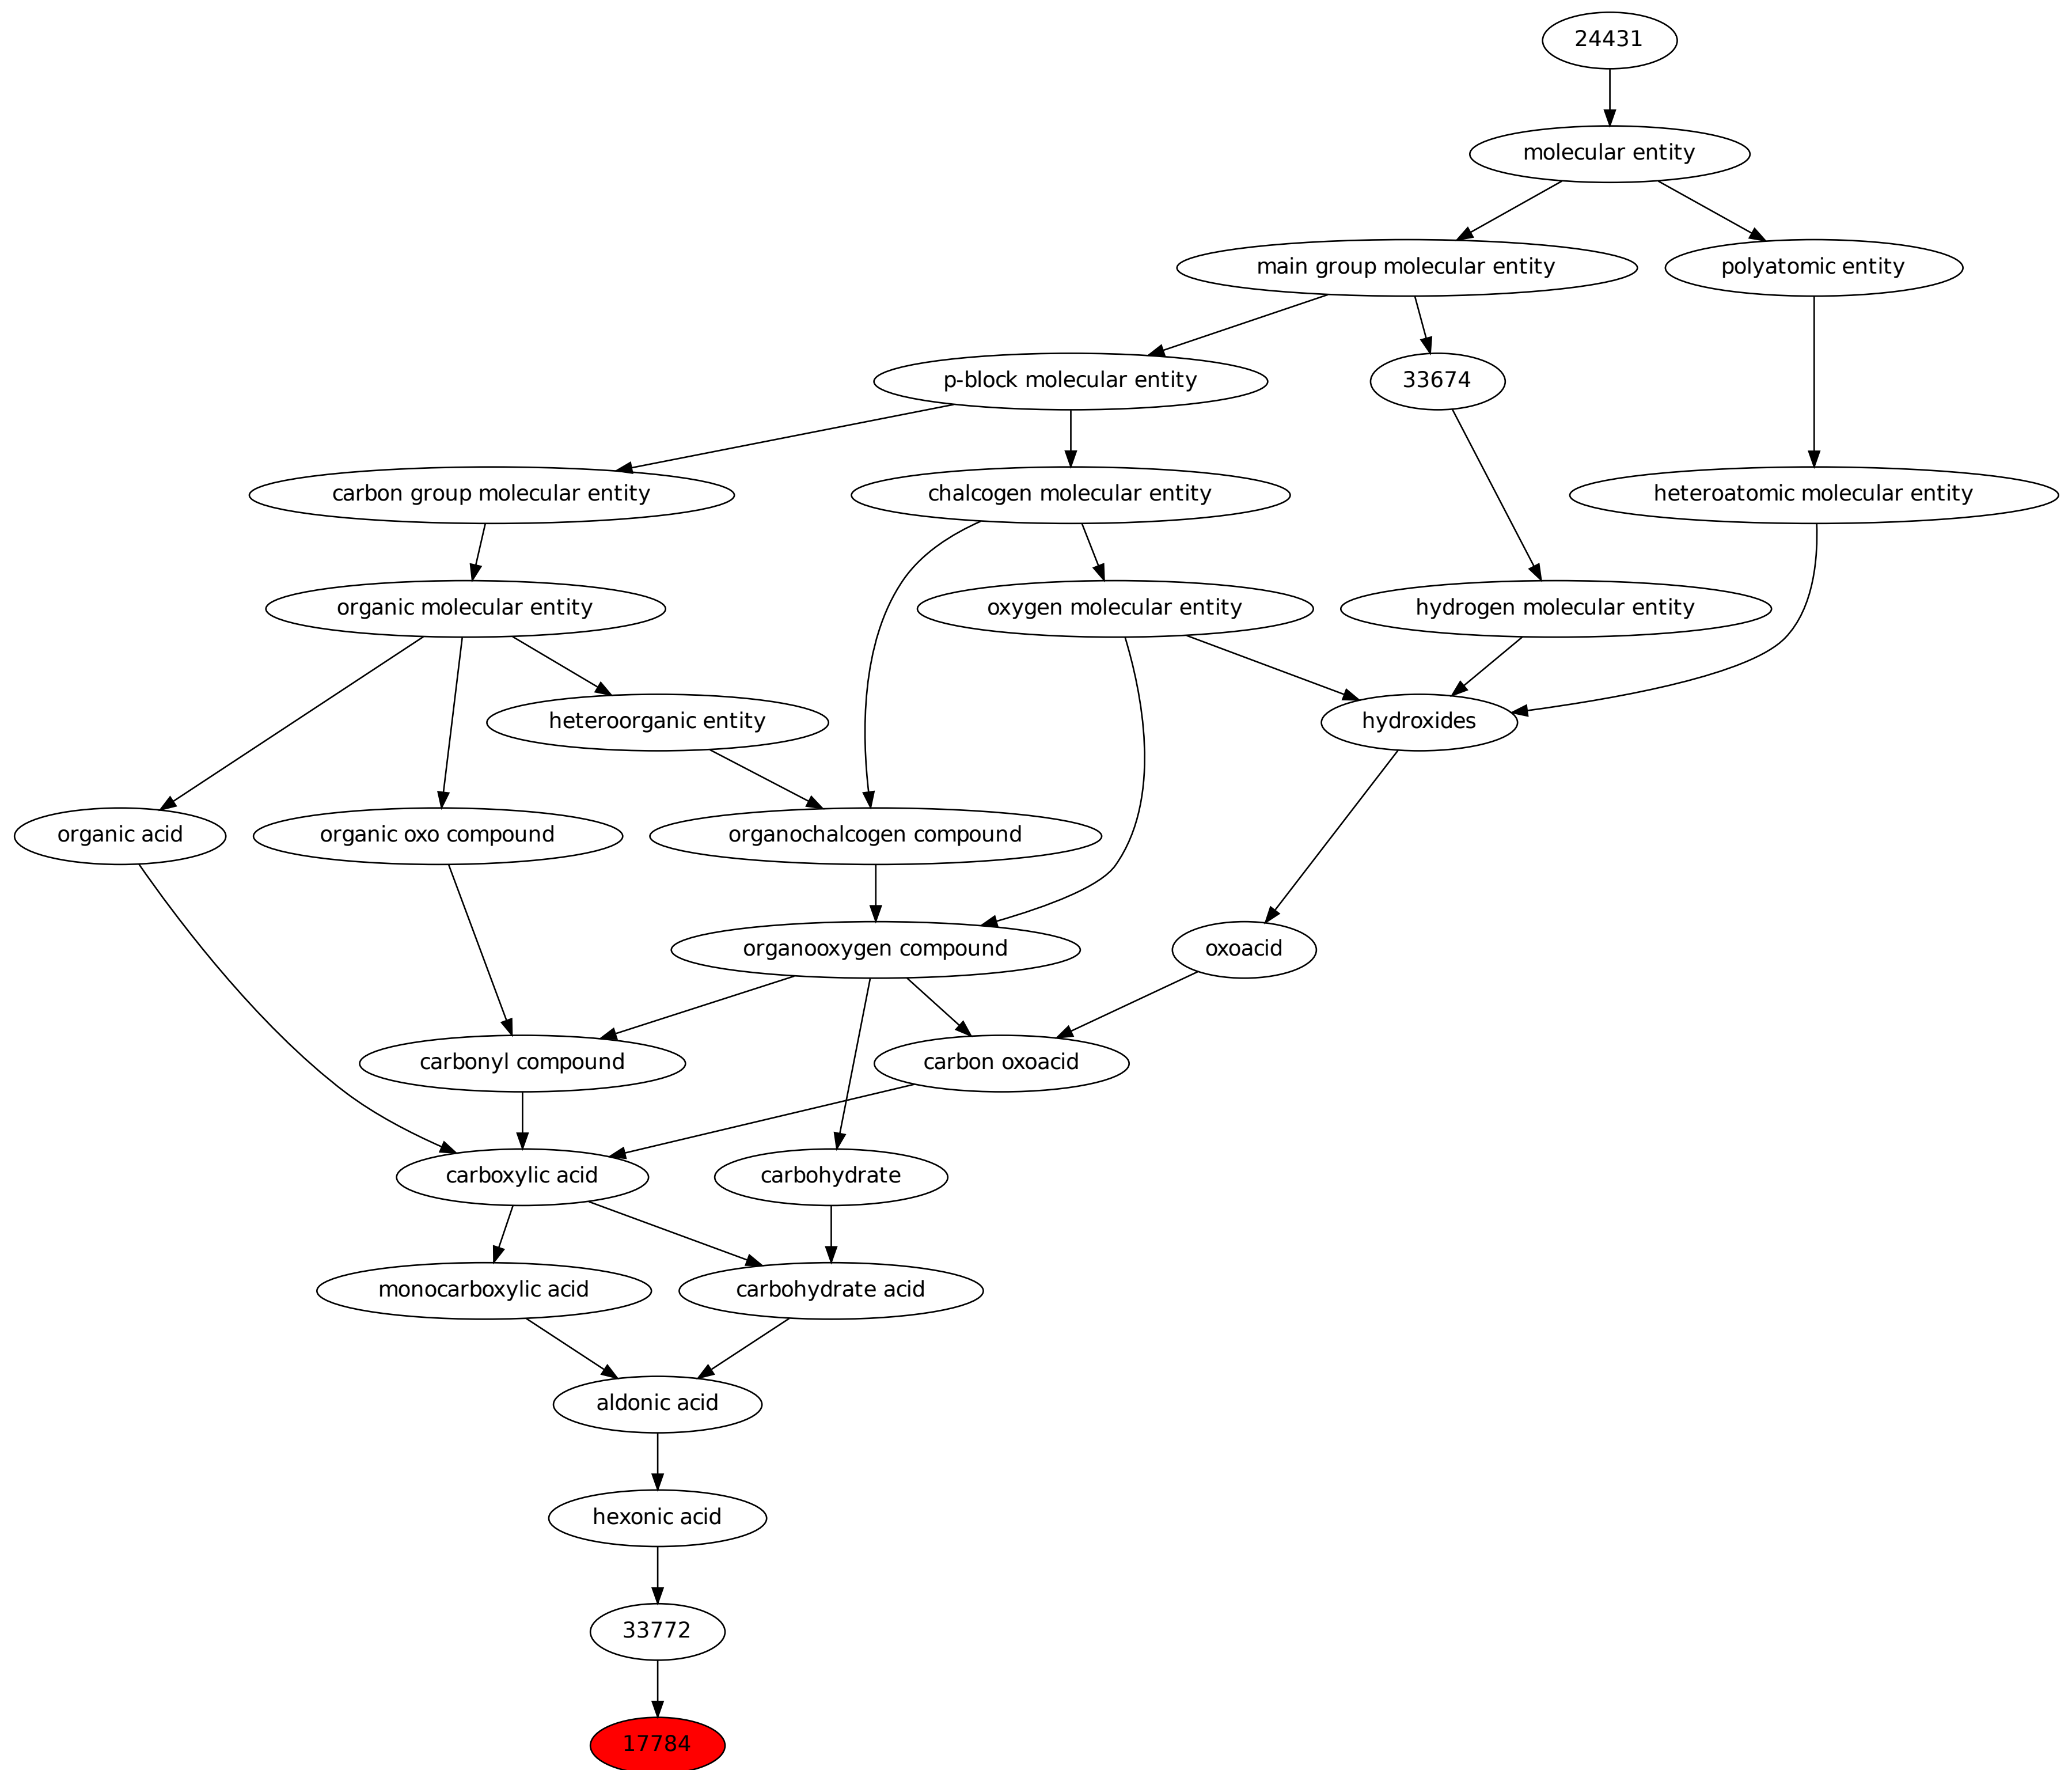 24431
molecular entity
main group molecular entity
polyatomic entity
p-block molecular entity
33674
carbon group molecular entity
chalcogen molecular entity
heteroatomic molecular entity
organic molecular entity
oxygen molecular entity
hydrogen molecular entity
heteroorganic entity
hydroxides
organic acid
organic oxo compound
organochalcogen compound
organooxygen compound
oxoacid
carbonyl compound
carbon oxoacid
carboxylic acid
carbohydrate
monocarboxylic acid
carbohydrate acid
aldonic acid
hexonic acid
33772
17784